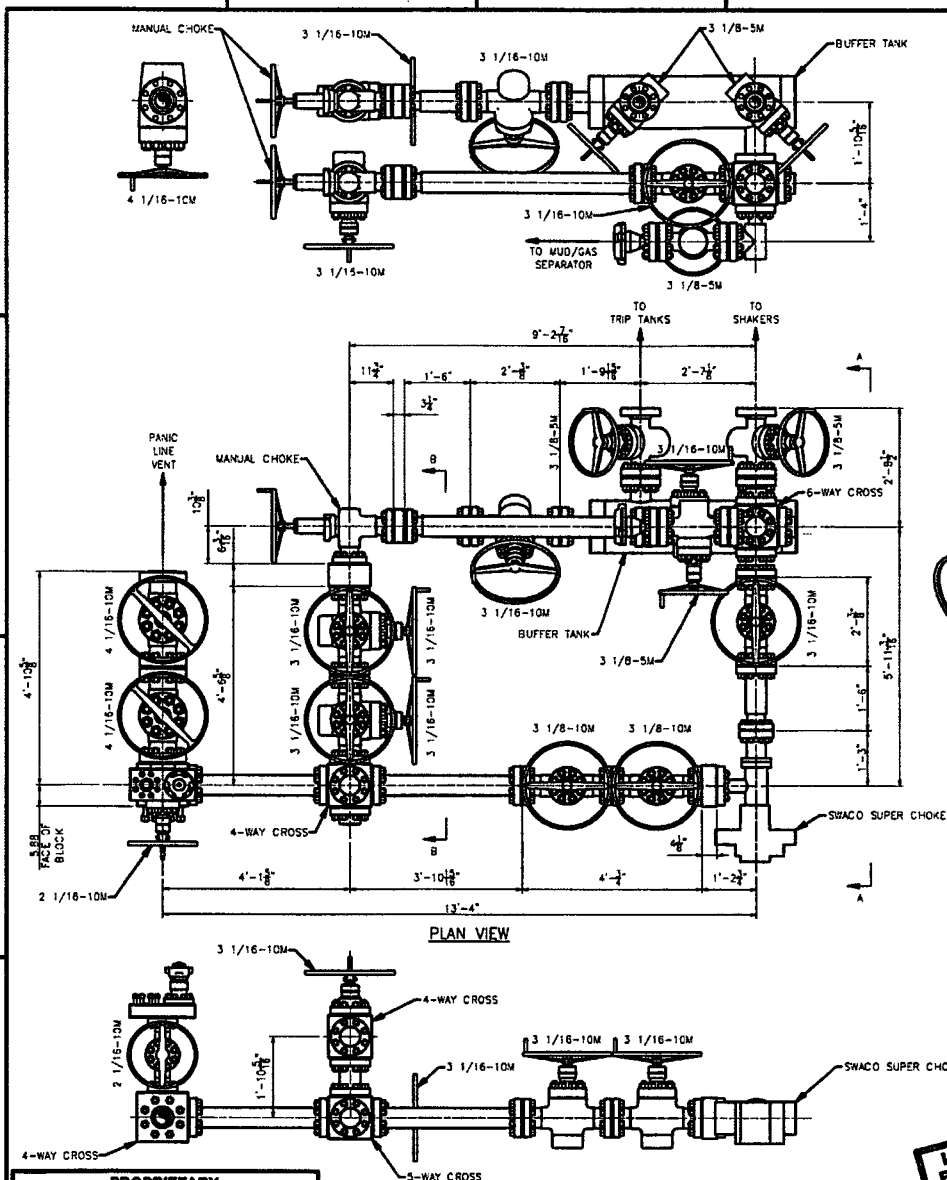 MANUAL CHOKE
3 1/16-10M
3 1/16-10M
3 1/8-5M
BUFFER TANK
4 1/16-10M
1'-10 5/16"
1'-4"
3 1/16-10M
TO MUD/GAS
SEPARATOR
3 1/16-10M
3 1/8-5M
TO
TRIP TANKS
TO
SHAKERS
9'-2 7/16"
11 3/4"
1'-6"
2'-3/8"
1'-9 15/16"
2'-7 1/8"
A
3 1/4"
PANIC
LINE
VENT
MANUAL CHOKE
B
3 1/8-5M
3 1/16-10M
3 1/8-5M
2'-8 1/2"
6-WAY CROSS
10 3/8"
6 3/16"
4 1/16-10M
4 1/16-10M
4'-10 3/8"
4'-6 5/8"
3 1/16-10M
3 1/16-10M
3 1/16-10M
3 1/16-10M
3 1/16-10M
BUFFER TANK
3 1/8-5M
3 1/16-10M
2'-3/8"
5'-11 3/16"
1'-6"
1'-3"
3 1/8-10M
3 1/8-10M
4-WAY CROSS
B
4 1/8"
SWACO SUPER CHOKE
5.88
FACE OF
BLOCK
2 1/16-10M
4'-1 5/8"
3'-10 15/16"
4'-3/4"
1'-2 3/4"
A
13'-4"
PLAN VIEW
3 1/16-10M
4-WAY CROSS
2 1/16-10M
1'-10 5/16"
3 1/16-10M
3 1/16-10M
3 1/16-10M
SWACO SUPER CHO
4-WAY CROSS
5-WAY CROSS
PROPRIETARY